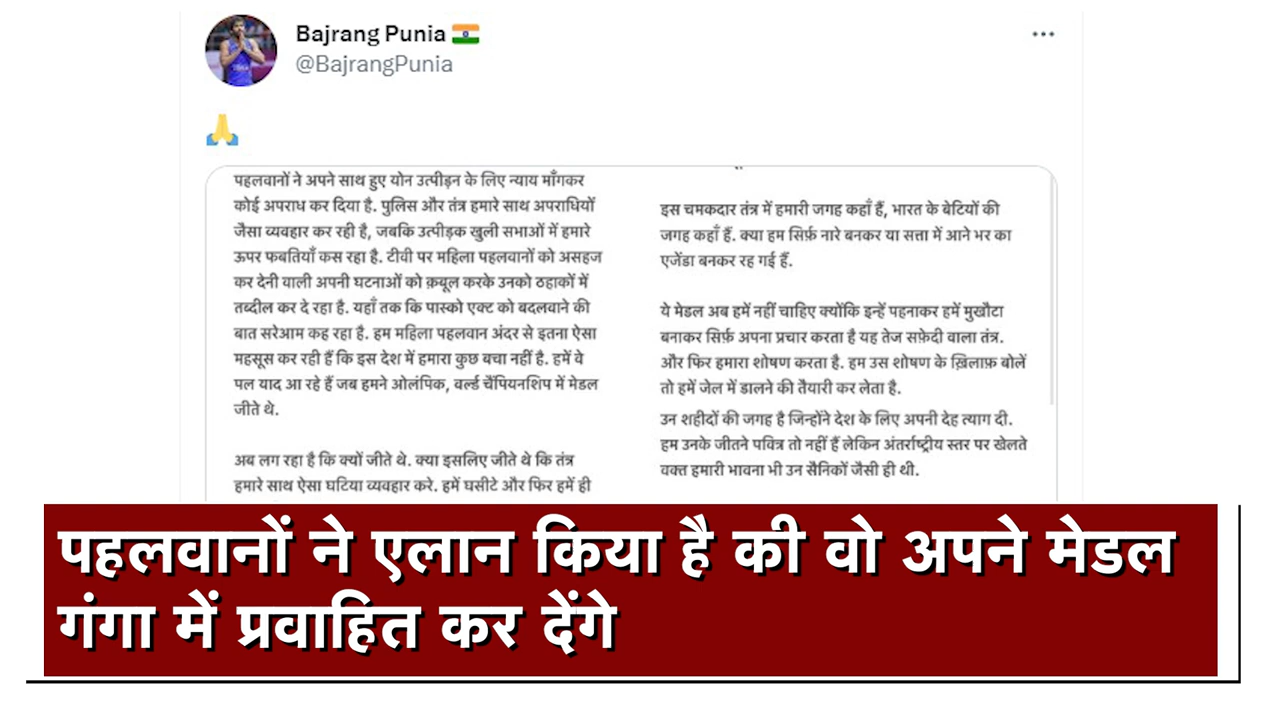 Bajrang Punia
@BajrangPunia
पहलवानों ने अपने साथ हुए योन उत्पीड़न के लिए न्याय माँगकर
कोई अपराध कर दिया है. पुलिस और तंत्र हमारे साथ अपराधियों
जैसा व्यवहार कर रही है, जबकि उत्पीड़क खुली सभाओं में हमारे
ऊपर फबतियाँ कस रहा है. टीवी पर महिला पहलवानों को असहज
कर देनी वाली अपनी घटनाओं को क़बूल करके उनको ठहाकों में
तब्दील कर दे रहा है. यहाँ तक कि पास्को एक्ट को बदलवाने की
बात सरेआम कह रहा है. हम महिला पहलवान अंदर से इतना ऐसा
महसूस कर रही हैं कि इस देश में हमारा कुछ बचा नहीं है. हमें वे
पल याद आ रहे हैं जब हमने ओलंपिक, वर्ल्ड चैंपियनशिप में मेडल
जीते थे.
अब लग रहा है कि क्यों जीते थे. क्या इसलिए जीते थे कि तंत्र
हमारे साथ ऐसा घटिया व्यवहार करे. हमें घसीटे और फिर हमें ही
इस चमकदार तंत्र में हमारी जगह कहाँ हैं, भारत के बेटियों की
जगह कहाँ हैं. क्या हम सिर्फ़ नारे बनकर या सत्ता में आने भर का
एजेंडा बनकर रह गई हैं.
ये मेडल अब हमें नहीं चाहिए क्योंकि इन्हें पहनाकर हमें मुखौटा
बनाकर सिर्फ़ अपना प्रचार करता है यह तेज सफ़ेदी वाला तंत्र.
और फिर हमारा शोषण करता है. हम उस शोषण के ख़िलाफ़ बोलें
तो हमें जेल में डालने की तैयारी कर लेता है.
उन शहीदों की जगह है जिन्होंने देश के लिए अपनी देह त्याग दी.
हम उनके जीतने पवित्र तो नहीं हैं लेकिन अंतर्राष्ट्रीय स्तर पर खेलते
वक्त हमारी भावना भी उन सैनिकों जैसी ही थी.
पहलवानों ने एलान किया है की वो अपने मेडल
गंगा में प्रवाहित कर देंगे